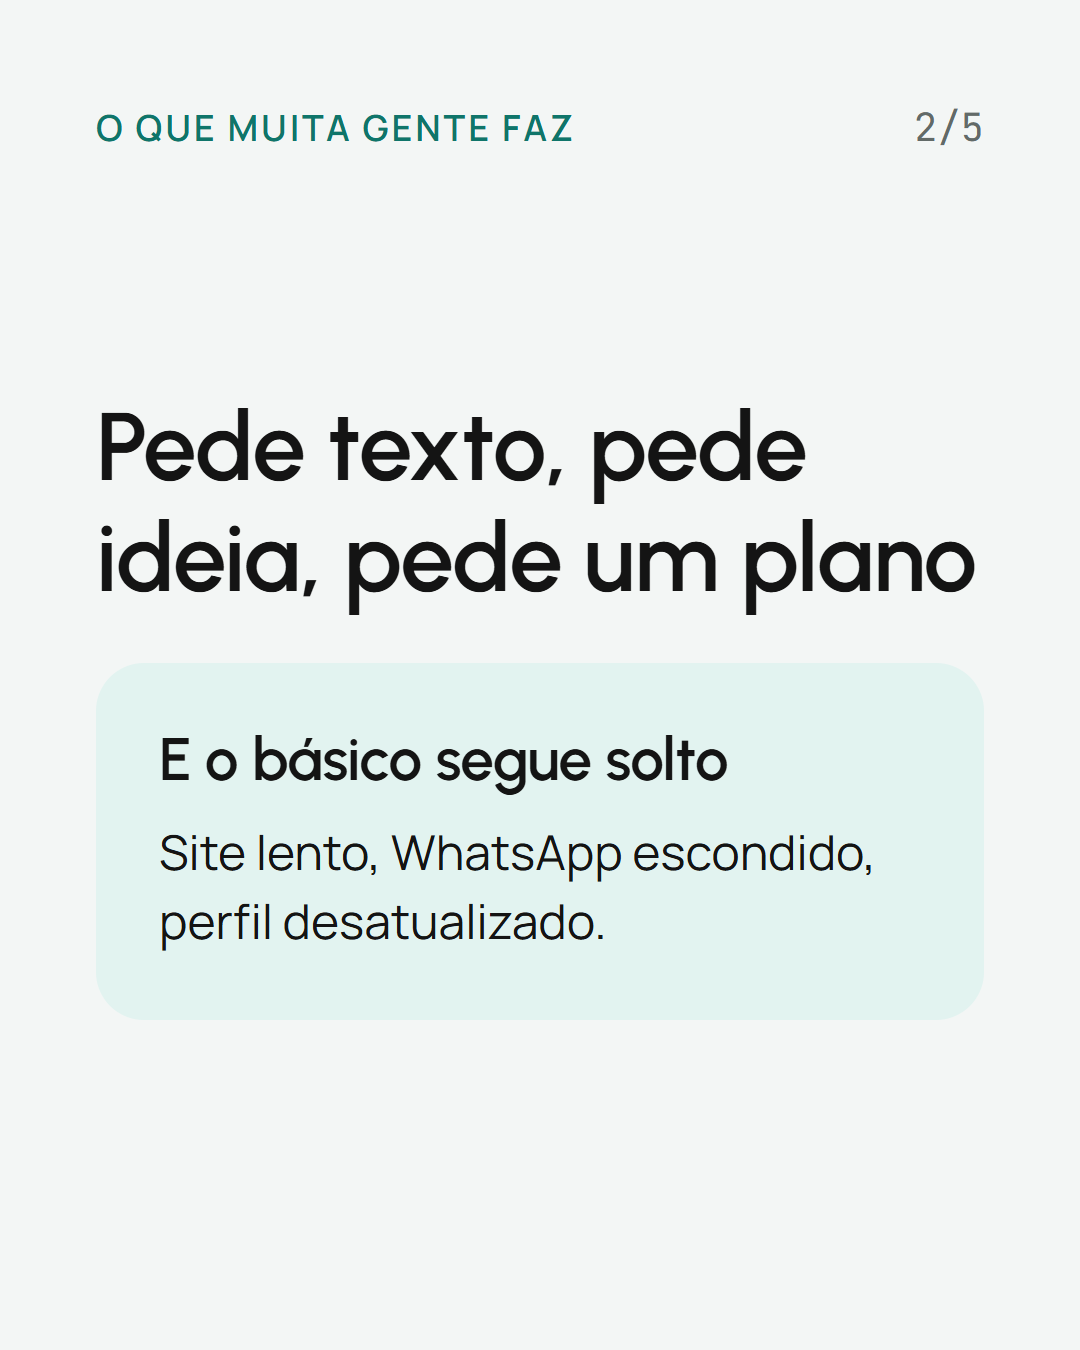 O QUE MUITA GENTE FAZ
2/5
Pede texto, pede
ideia, pede um plano
E o básico segue solto
Site lento, WhatsApp escondido,
perfil desatualizado.